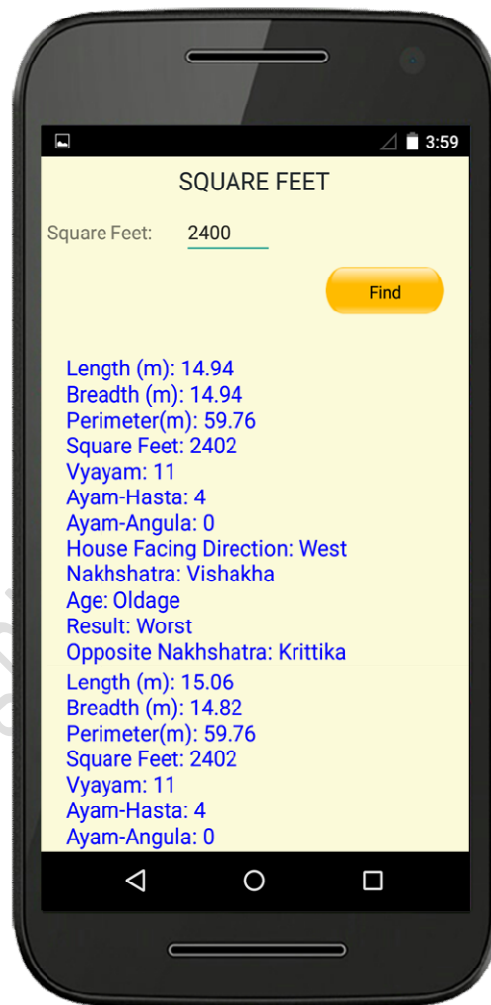 3:59
SQUARE FEET
Square Feet: 2400
Find
Length (m): 14.94
Breadth (m): 14.94
Perimeter(m): 59.76
Square Feet: 2402
Vyayam: 11
Ayam-Hasta: 4
Ayam-Angula: 0
House Facing Direction: West
Nakhshatra: Vishakha
Age: Oldage
Result: Worst
Opposite Nakhshatra: Krittika
Length (m): 15.06
Breadth (m): 14.82
Perimeter(m): 59.76
Square Feet: 2402
Vyayam: 11
Ayam-Hasta: 4
Ayam-Angula: 0